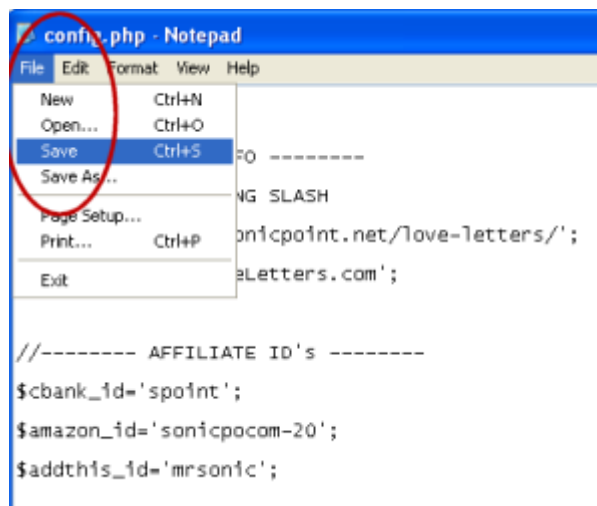 config.php - Notepad
File Edit Format View Help
New Ctrl+N
Open... Ctrl+O
Save Ctrl+S
Save As...
Page Setup...
Print... Ctrl+P
Exit
FO --------
NG SLASH
onicpoint.net/love-letters/';
eLetters.com';
//-------- AFFILIATE ID's --------
$cbank_id='spoint';
$amazon_id='sonicpocom-20';
$addthis_id='mrsonic';